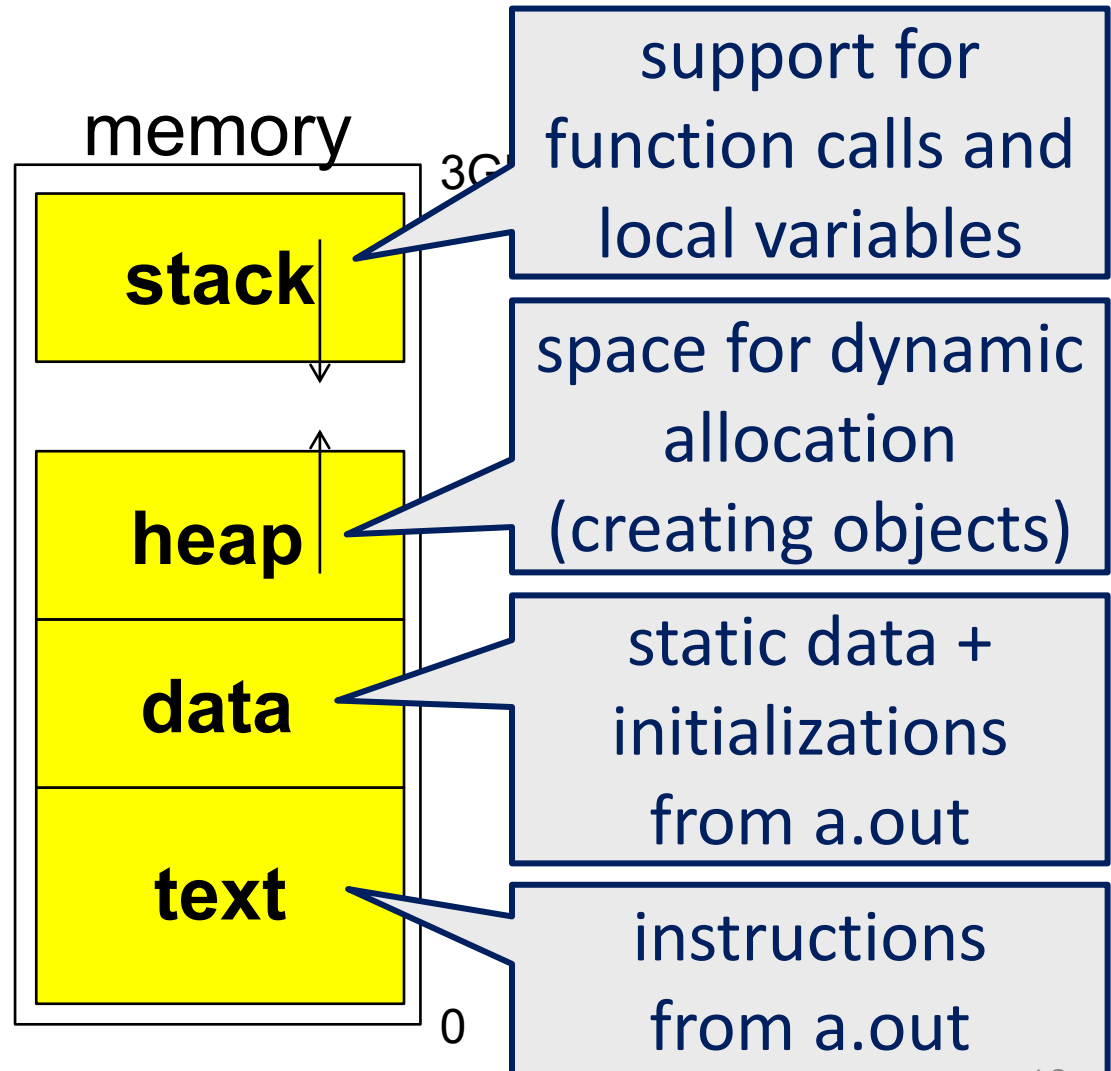 memory
3G
stack
heap
data
text
0
support for
function calls and
local variables
space for dynamic
allocation
(creating objects)
static data +
initializations
from a.out
instructions
from a.out